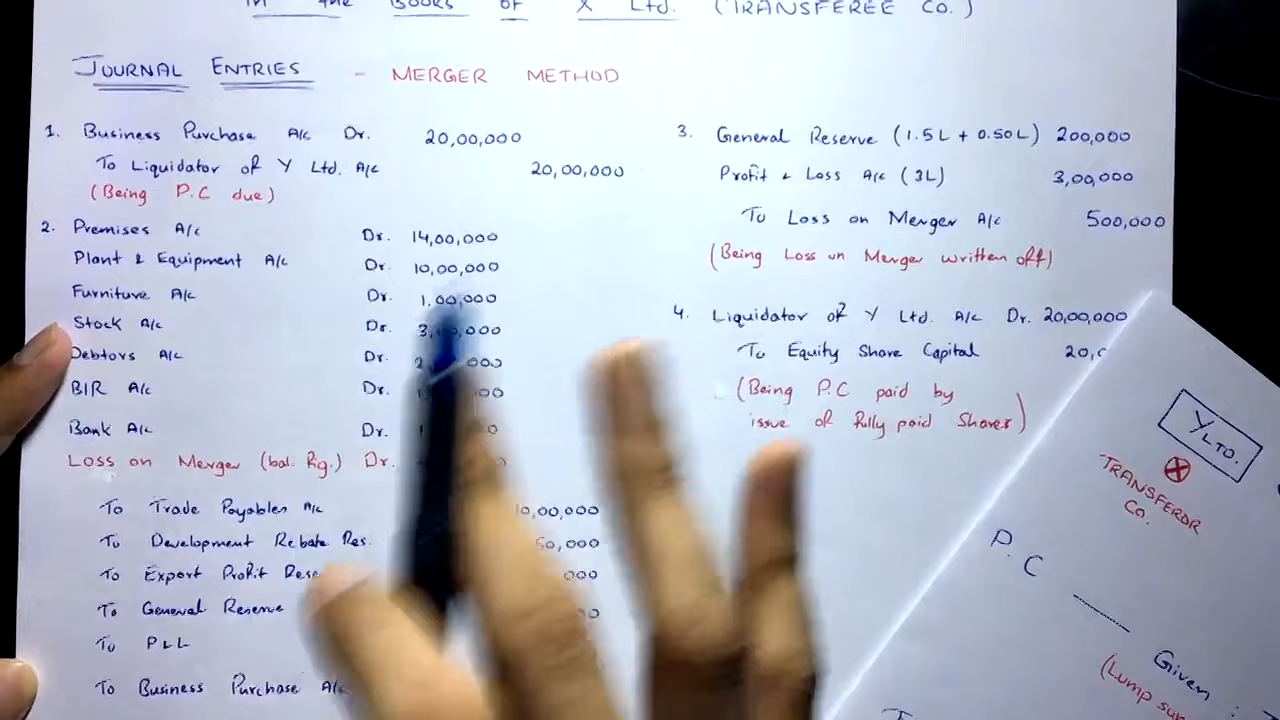 In the Books of X Ltd. (TRANSFEREE CO.)
JOURNAL ENTRIES - MERGER METHOD
1. Business Purchase A/c Dr. 20,00,000
To Liquidator of Y Ltd. A/c 20,00,000
(Being P.C due)
2. Premises A/c Dr. 14,00,000
Plant & Equipment A/c Dr. 10,00,000
Furniture A/c Dr. 1,00,000
Stock A/c Dr.
Debtors A/c Dr.
B/R A/c Dr.
Bank A/c Dr.
Loss on Merger (bal. fig.) Dr.
To Trade Payables A/c
To Development Rebate Res. 50,000
To Export Profit
To General Reserve
To P&L
To Business Purchase A/c
3. General Reserve (1.5L + 0.50L) 200,000
Profit & Loss A/c (3L) 3,00,000
To Loss on Merger A/c 500,000
(Being Loss on Merger written off)
4. Liquidator of Y Ltd. A/c Dr. 20,00,000
To Equity Share Capital
(Being P.C paid by
issue of fully paid Shares)
Y LTD.
TRANSFEROR
CO.
P.C
Given :
(Lump